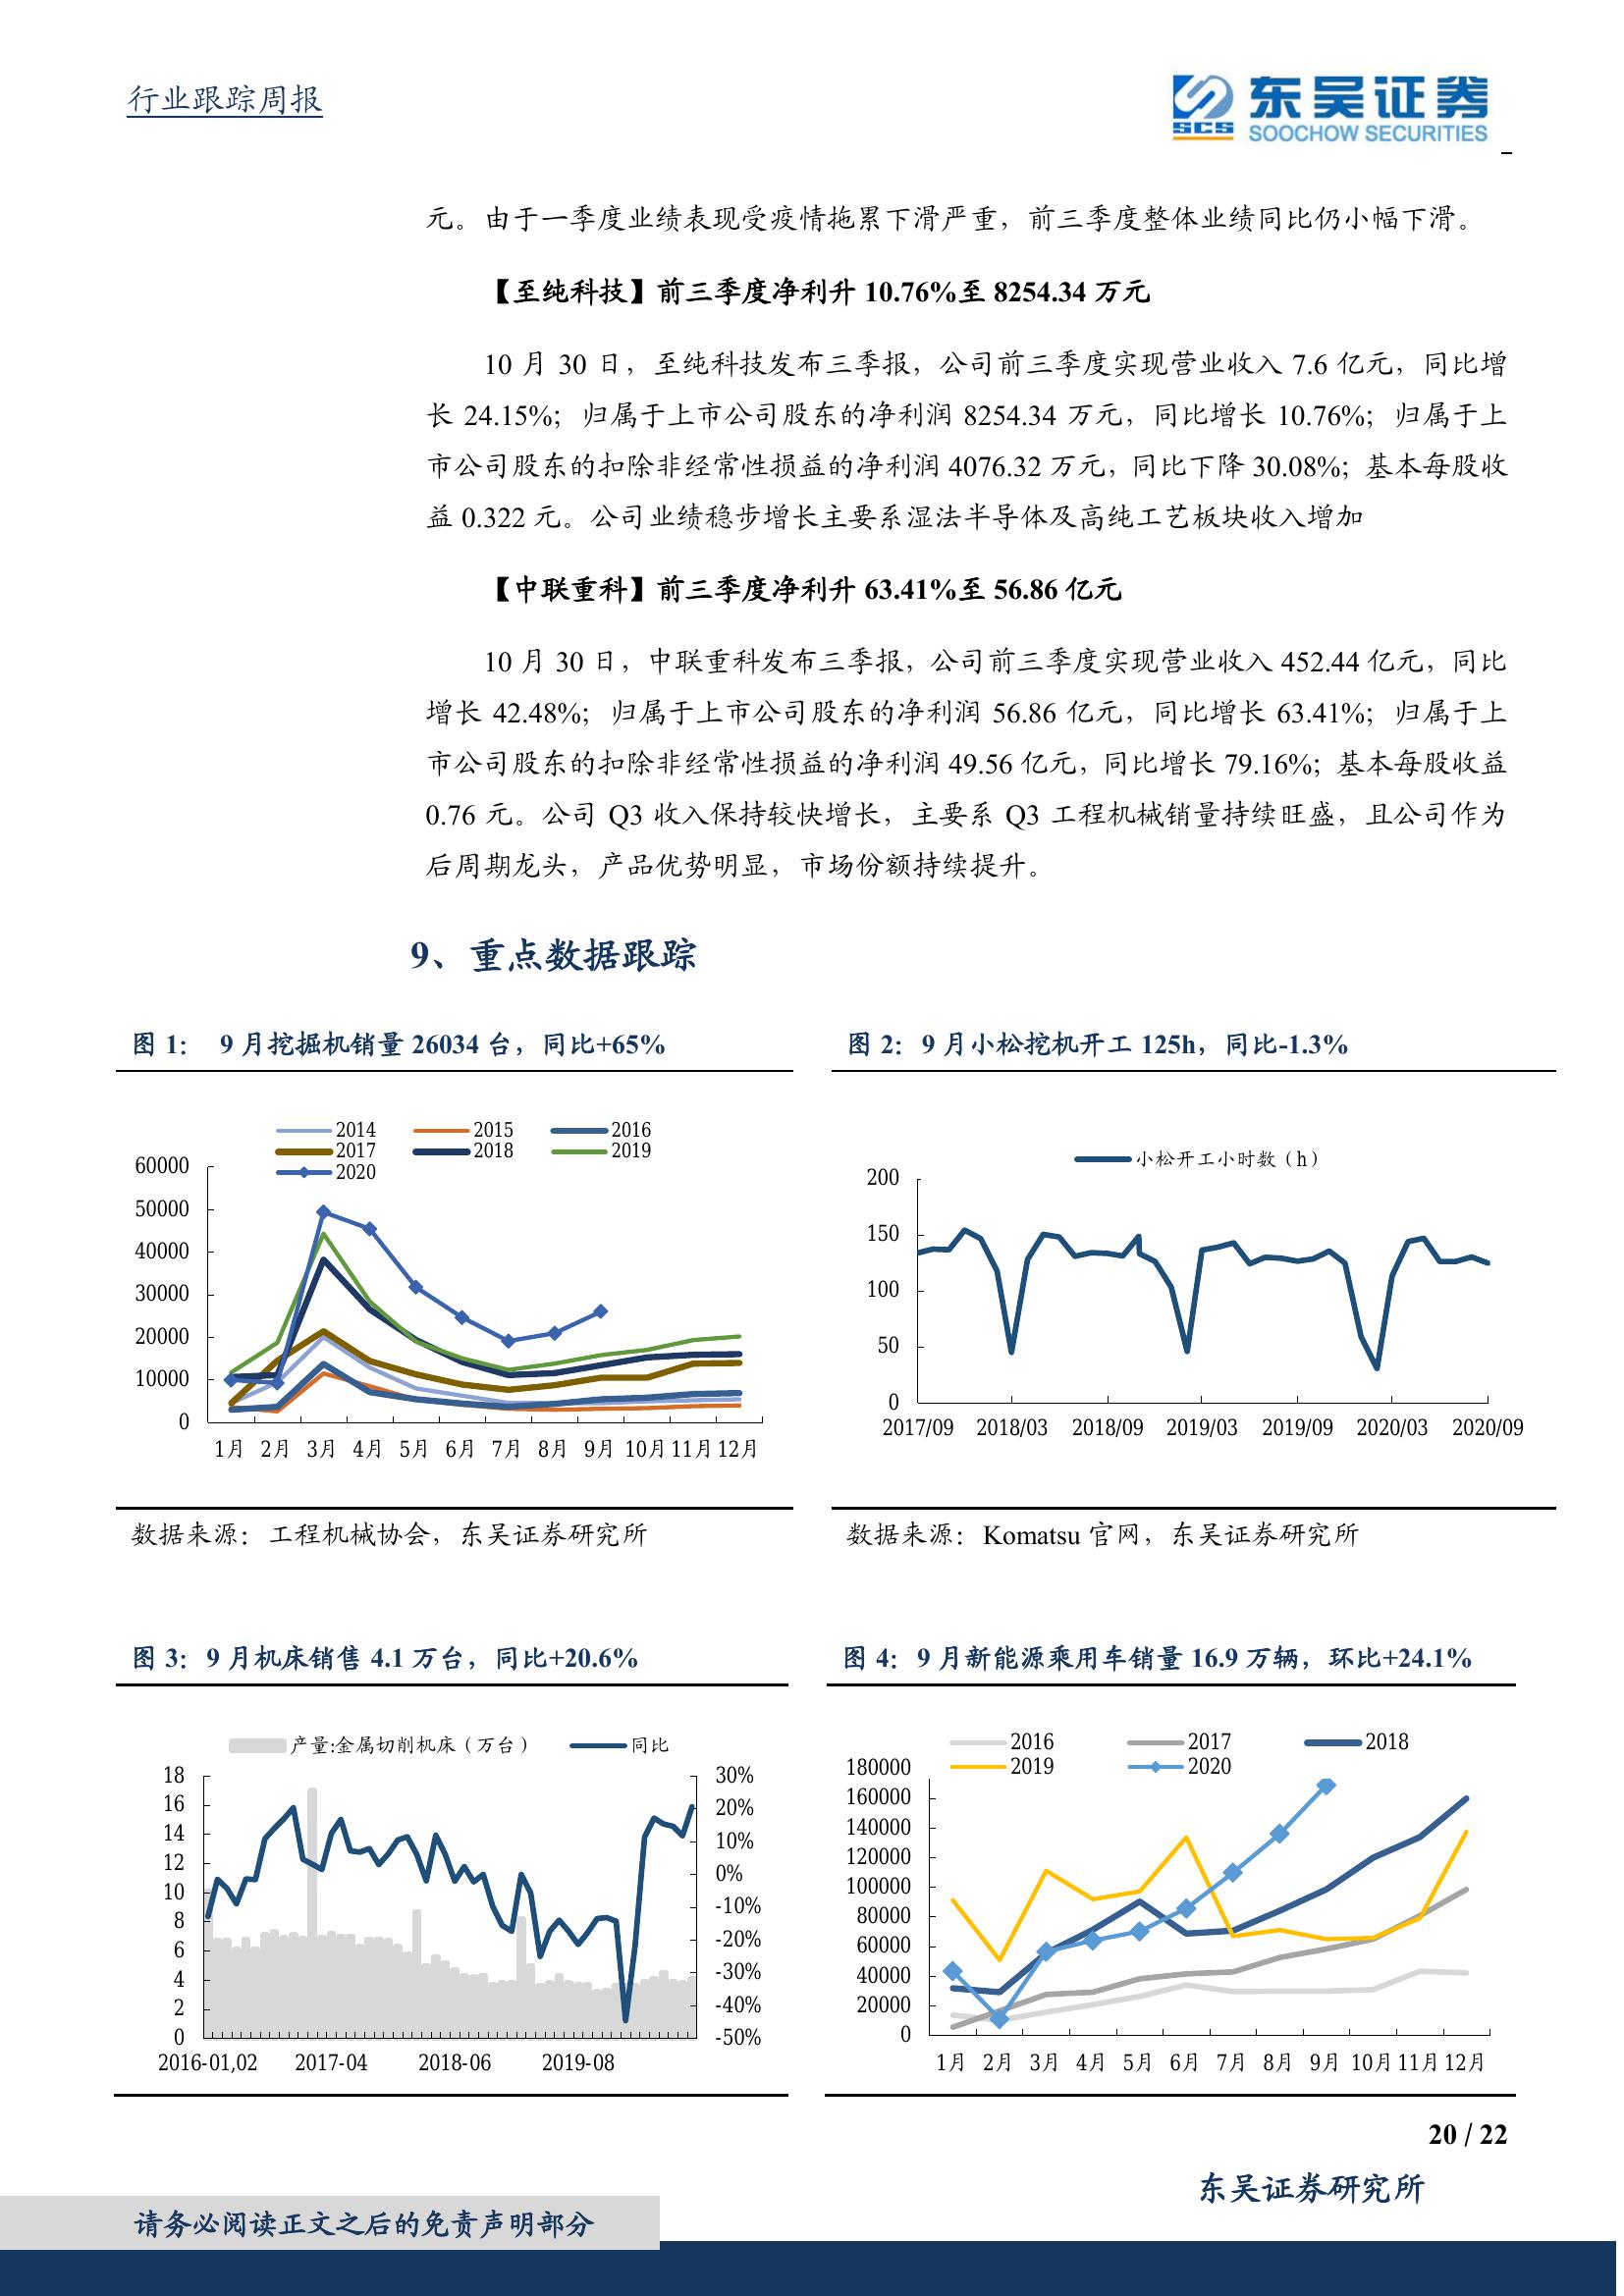 行业跟踪周报
SCS
东吴证券
SOOCHOW SECURITIES
元。由于一季度业绩表现受疫情拖累下滑严重，前三季度整体业绩同比仍小幅下滑。
【至纯科技】前三季度净利升 10.76%至 8254.34 万元
10 月 30 日，至纯科技发布三季报，公司前三季度实现营业收入 7.6 亿元，同比增
长 24.15%；归属于上市公司股东的净利润 8254.34 万元，同比增长 10.76%；归属于上
市公司股东的扣除非经常性损益的净利润 4076.32 万元，同比下降 30.08%；基本每股收
益 0.322 元。公司业绩稳步增长主要系湿法半导体及高纯工艺板块收入增加
【中联重科】前三季度净利升 63.41%至 56.86 亿元
10 月 30 日，中联重科发布三季报，公司前三季度实现营业收入 452.44 亿元，同比
增长 42.48%；归属于上市公司股东的净利润 56.86 亿元，同比增长 63.41%；归属于上
市公司股东的扣除非经常性损益的净利润 49.56 亿元，同比增长 79.16%；基本每股收益
0.76 元。公司 Q3 收入保持较快增长，主要系 Q3 工程机械销量持续旺盛，且公司作为
后周期龙头，产品优势明显，市场份额持续提升。
9、重点数据跟踪
图 1： 9 月挖掘机销量 26034 台，同比+65%
2014 2015 2016
2017 2018 2019
2020
60000
50000
40000
30000
20000
10000
0
1月 2月 3月 4月 5月 6月 7月 8月 9月 10月 11月 12月
数据来源：工程机械协会，东吴证券研究所
图 2：9 月小松挖机开工 125h，同比-1.3%
小松开工小时数（h）
200
150
100
50
0
2017/09 2018/03 2018/09 2019/03 2019/09 2020/03 2020/09
数据来源：Komatsu 官网，东吴证券研究所
图 3：9 月机床销售 4.1 万台，同比+20.6%
产量:金属切削机床（万台） 同比
18
16
14
12
10
8
6
4
2
0
30%
20%
10%
0%
-10%
-20%
-30%
-40%
-50%
2016-01,02 2017-04 2018-06 2019-08
图 4：9 月新能源乘用车销量 16.9 万辆，环比+24.1%
2016 2017 2018
2019 2020
180000
160000
140000
120000
100000
80000
60000
40000
20000
0
1月 2月 3月 4月 5月 6月 7月 8月 9月 10月 11月 12月
20 / 22
东吴证券研究所
请务必阅读正文之后的免责声明部分